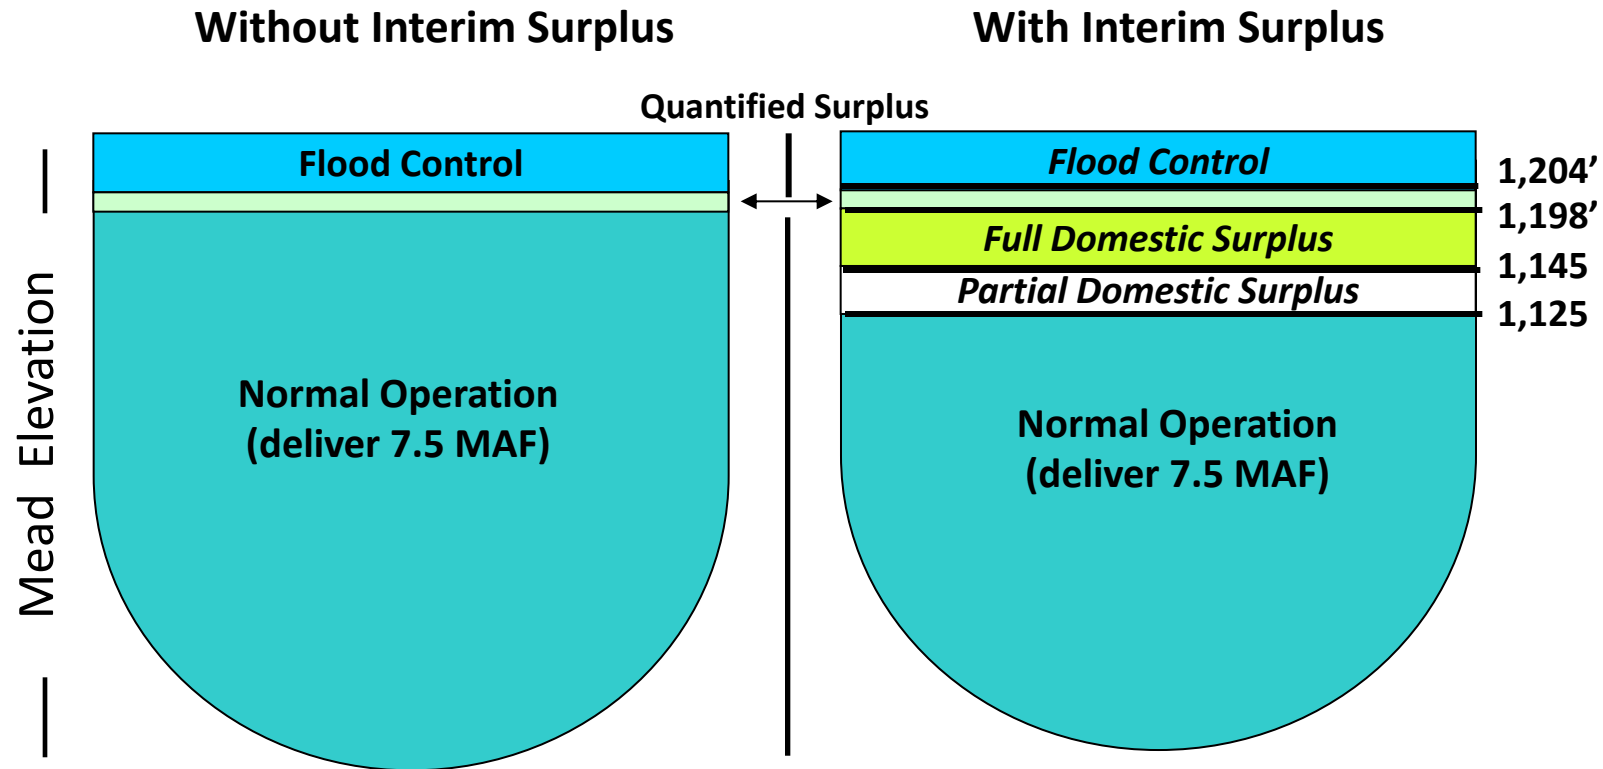 Without Interim Surplus
With Interim Surplus
Quantified Surplus
Mead Elevation
Flood Control
Normal Operation
(deliver 7.5 MAF)
Flood Control
1,204’
1,198’
Full Domestic Surplus
1,145
Partial Domestic Surplus
1,125
Normal Operation
(deliver 7.5 MAF)